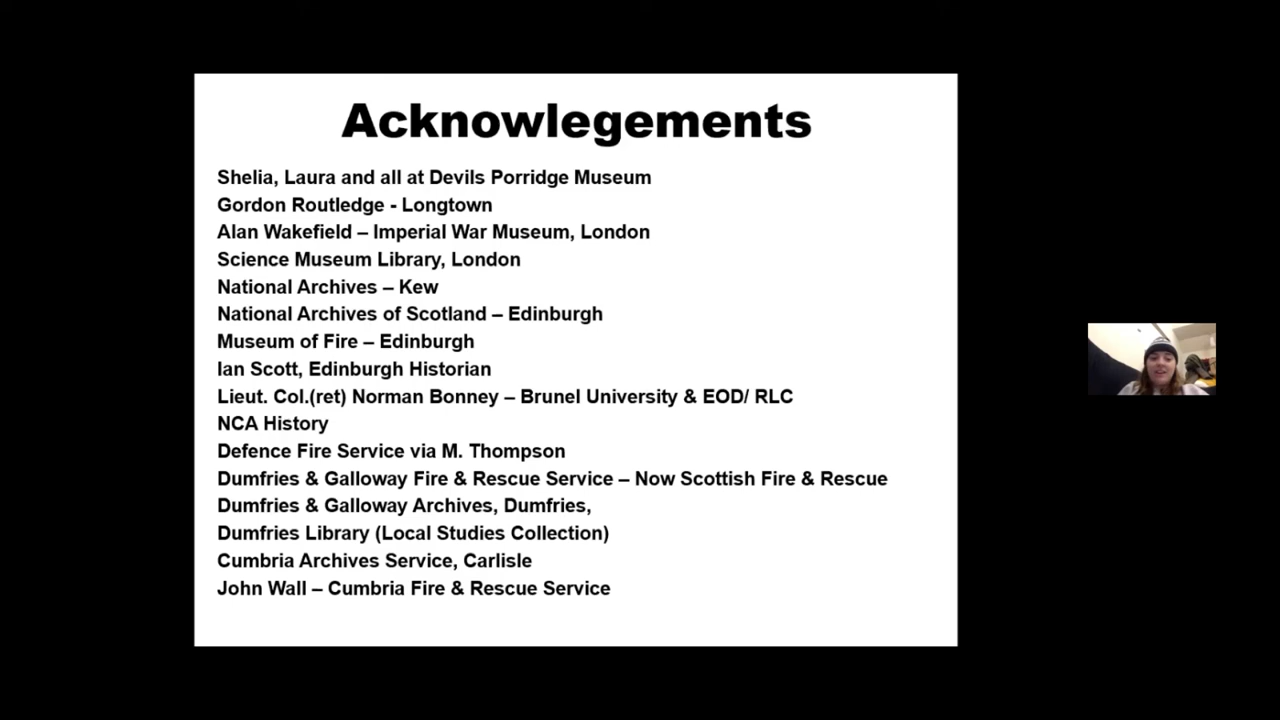 Acknowlegements
Shelia, Laura and all at Devils Porridge Museum
Gordon Routledge - Longtown
Alan Wakefield – Imperial War Museum, London
Science Museum Library, London
National Archives – Kew
National Archives of Scotland – Edinburgh
Museum of Fire – Edinburgh
Ian Scott, Edinburgh Historian
Lieut. Col.(ret) Norman Bonney – Brunel University & EOD/ RLC
NCA History
Defence Fire Service via M. Thompson
Dumfries & Galloway Fire & Rescue Service – Now Scottish Fire & Rescue
Dumfries & Galloway Archives, Dumfries,
Dumfries Library (Local Studies Collection)
Cumbria Archives Service, Carlisle
John Wall – Cumbria Fire & Rescue Service